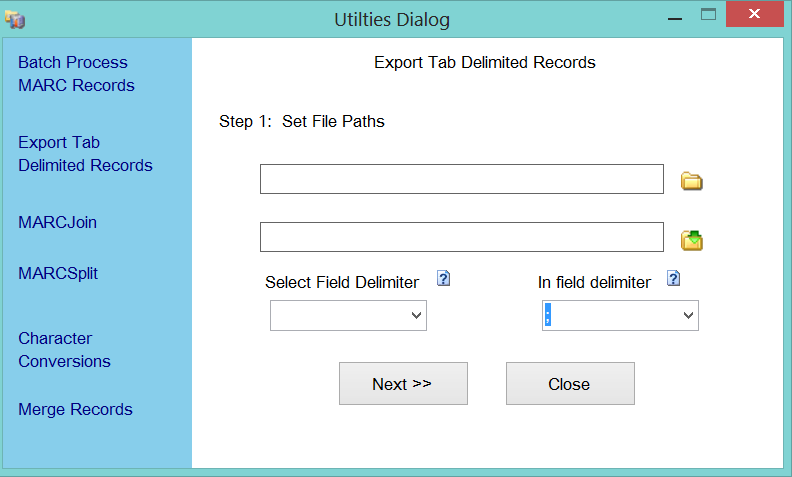 Utilties Dialog
Batch Process
MARC Records
Export Tab
Delimited Records
MARCJoin
MARCSplit
Character
Conversions
Merge Records
Export Tab Delimited Records
Step 1:  Set File Paths
Select Field Delimiter
In field delimiter
;
Next >>
Close